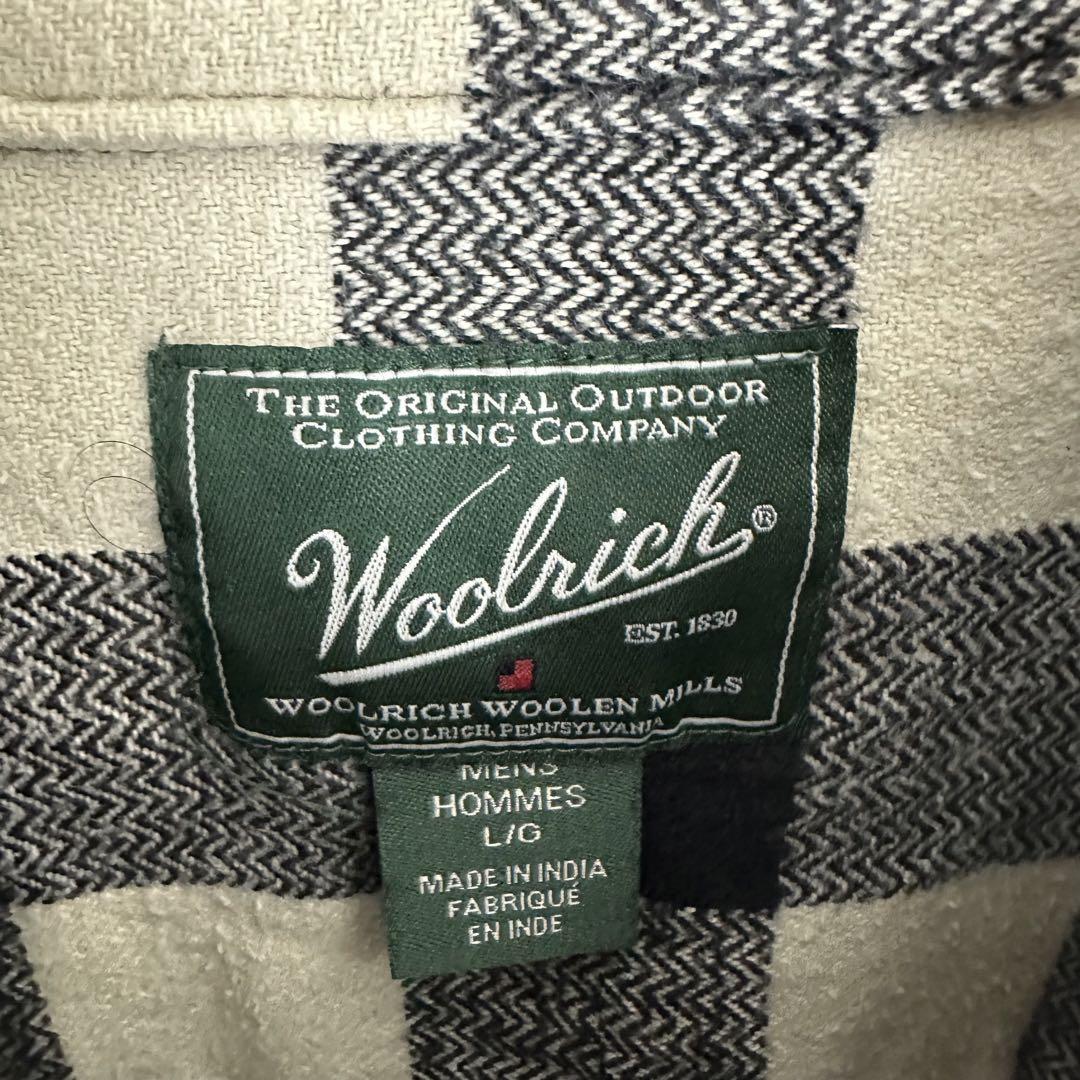 THE ORIGINAL OUTDOOR
CLOTHING COMPANY
Woolrich®
EST. 1830
WOOLRICH WOOLEN MILLS
WOOLRICH, PENNSYLVANIA
MENS
HOMMES
L/G
MADE IN INDIA
FABRIQUÉ
EN INDE